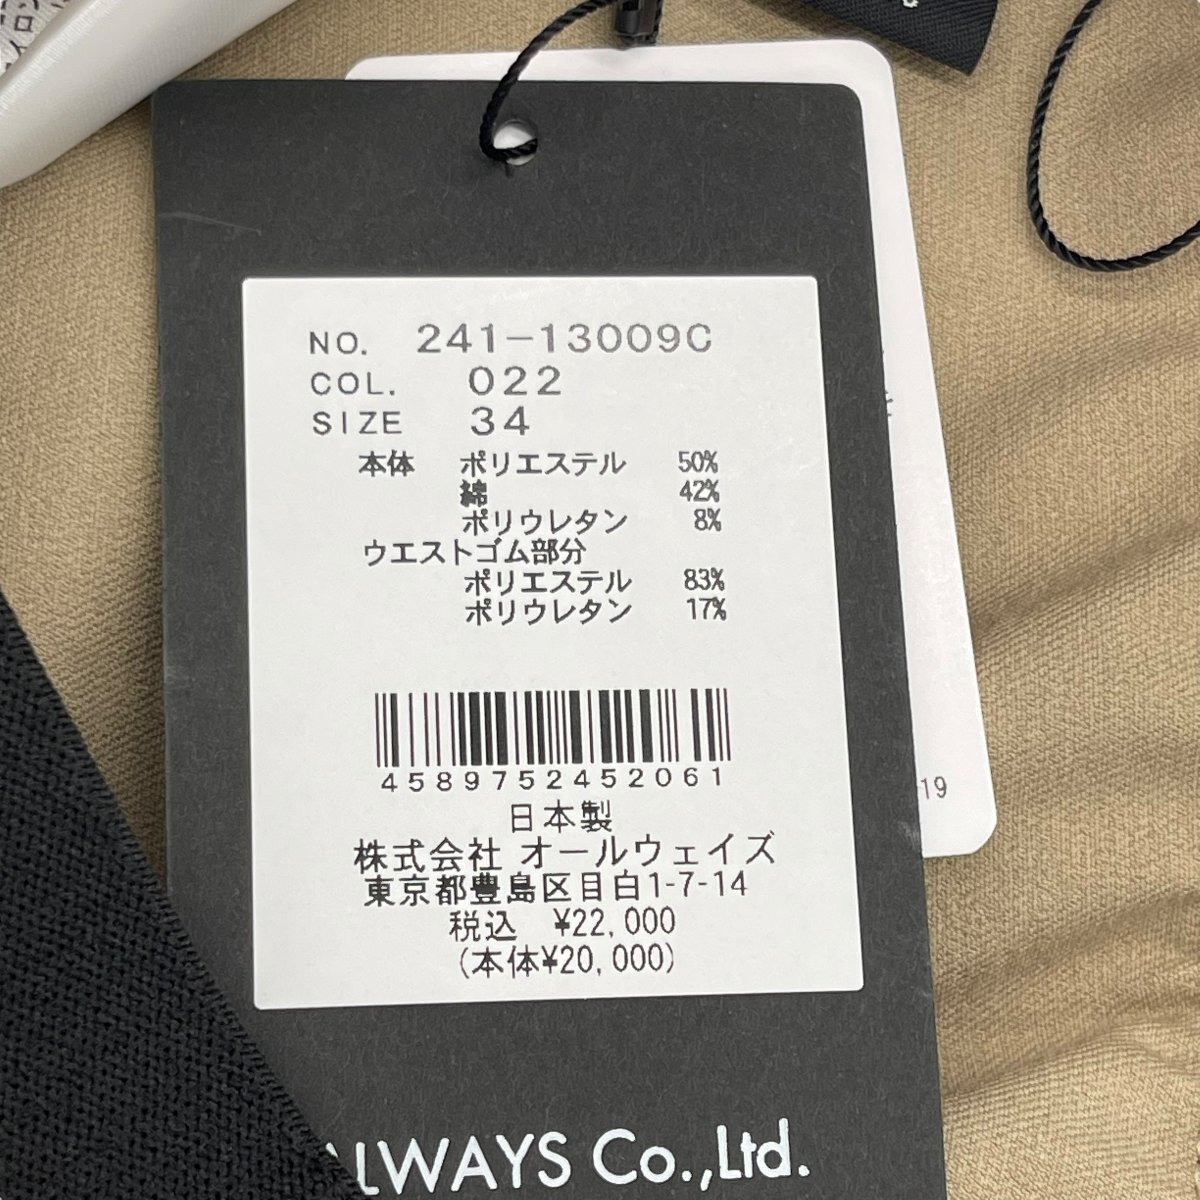 NO. 241-13009C
COL. 022
SIZE 34
本体 ポリエステル 50%
綿 42%
ポリウレタン 8%
ウエストゴム部分
ポリエステル 83%
ポリウレタン 17%
4589752452061
日本製
株式会社 オールウェイズ
東京都豊島区目白1-7-14
税込 ¥22,000
(本体¥20,000)
19
ALWAYS Co.,Ltd.